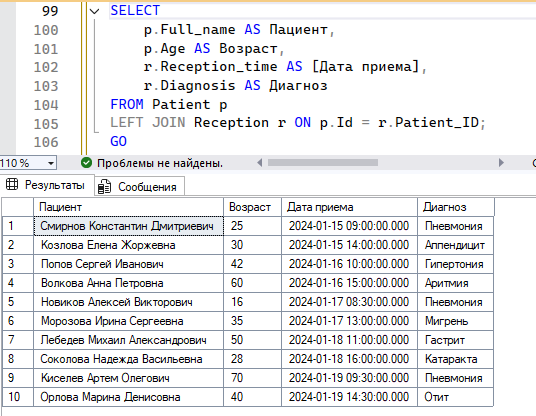 99 SELECT
100 p.Full_name AS Пациент,
101 p.Age AS Возраст,
102 r.Reception_time AS [Дата приема],
103 r.Diagnosis AS Диагноз
104 FROM Patient p
105 LEFT JOIN Reception r ON p.Id = r.Patient_ID;
106 GO
110 % Проблемы не найдены.
Результаты Сообщения
Пациент Возраст Дата приема Диагноз
1 Смирнов Константин Дмитриевич 25 2024-01-15 09:00:00.000 Пневмония
2 Козлова Елена Жоржевна 30 2024-01-15 14:00:00.000 Аппендицит
3 Попов Сергей Иванович 42 2024-01-16 10:00:00.000 Гипертония
4 Волкова Анна Петровна 60 2024-01-16 15:00:00.000 Аритмия
5 Новиков Алексей Викторович 16 2024-01-17 08:30:00.000 Пневмония
6 Морозова Ирина Сергеевна 35 2024-01-17 13:00:00.000 Мигрень
7 Лебедев Михаил Александрович 50 2024-01-18 11:00:00.000 Гастрит
8 Соколова Надежда Васильевна 28 2024-01-18 16:00:00.000 Катаракта
9 Киселев Артем Олегович 70 2024-01-19 09:30:00.000 Пневмония
10 Орлова Марина Денисовна 40 2024-01-19 14:30:00.000 Отит